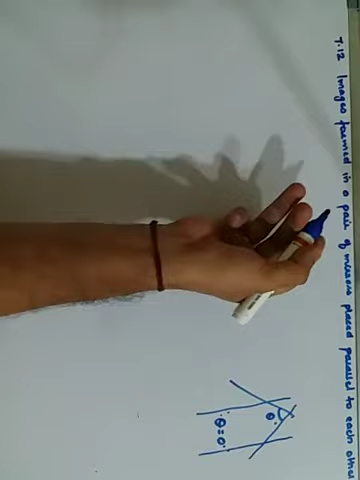 7.12 Images formed in a pair of mirrors placed parallel to each other
θ
θ = 0°